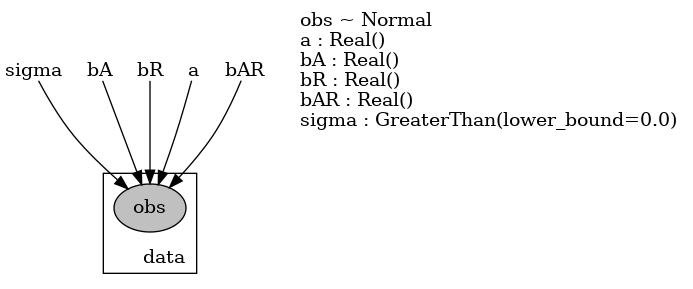 obs ~ Normal
a : Real()
bA : Real()
bR : Real()
bAR : Real()
sigma : GreaterThan(lower_bound=0.0)
sigma bA bR a bAR
obs
data